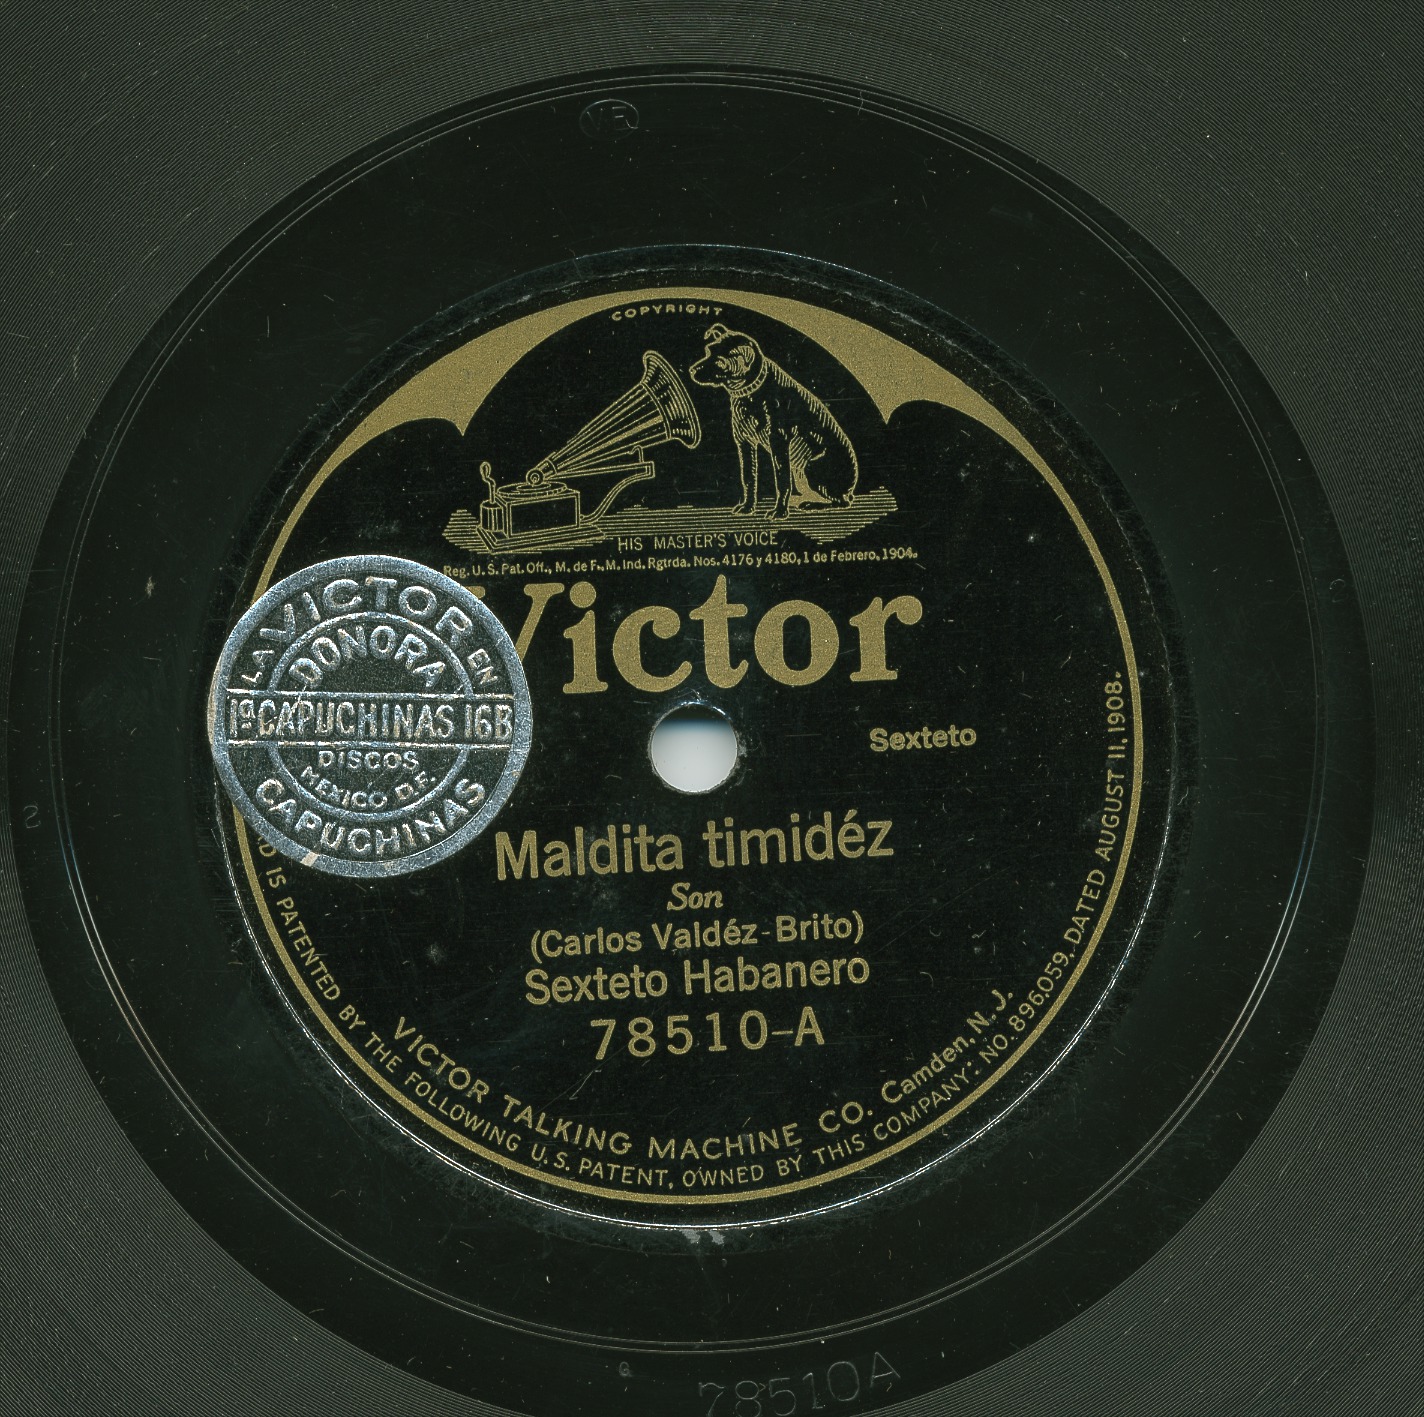 VE
COPYRIGHT
HIS MASTER'S VOICE
Reg. U. S. Pat. Off., M. de F., M. Ind. Rgtrda. Nos. 4176 y 4180, 1 de Febrero, 1904.
Victor
LA VICTOR EN
DONORA
1ª CAPUCHINAS 16B
DISCOS
MEXICO D.F.
CAPUCHINAS
Sexteto
Maldita timidéz
Son
(Carlos Valdéz-Brito)
Sexteto Habanero
78510-A
VICTOR TALKING MACHINE CO. Camden, N. J.
IS PATENTED BY THE FOLLOWING U. S. PATENT, OWNED BY THIS COMPANY: NO. 896,059, DATED AUGUST 11, 1908.
2
78510A